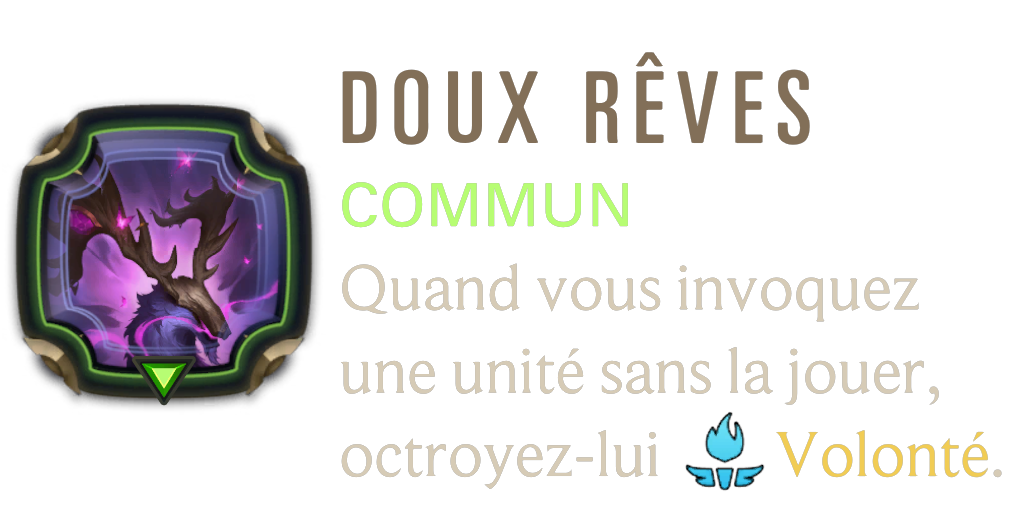 DOUX RÊVES
COMMUN
Quand vous invoquez
une unité sans la jouer,
octroyez-lui Volonté.